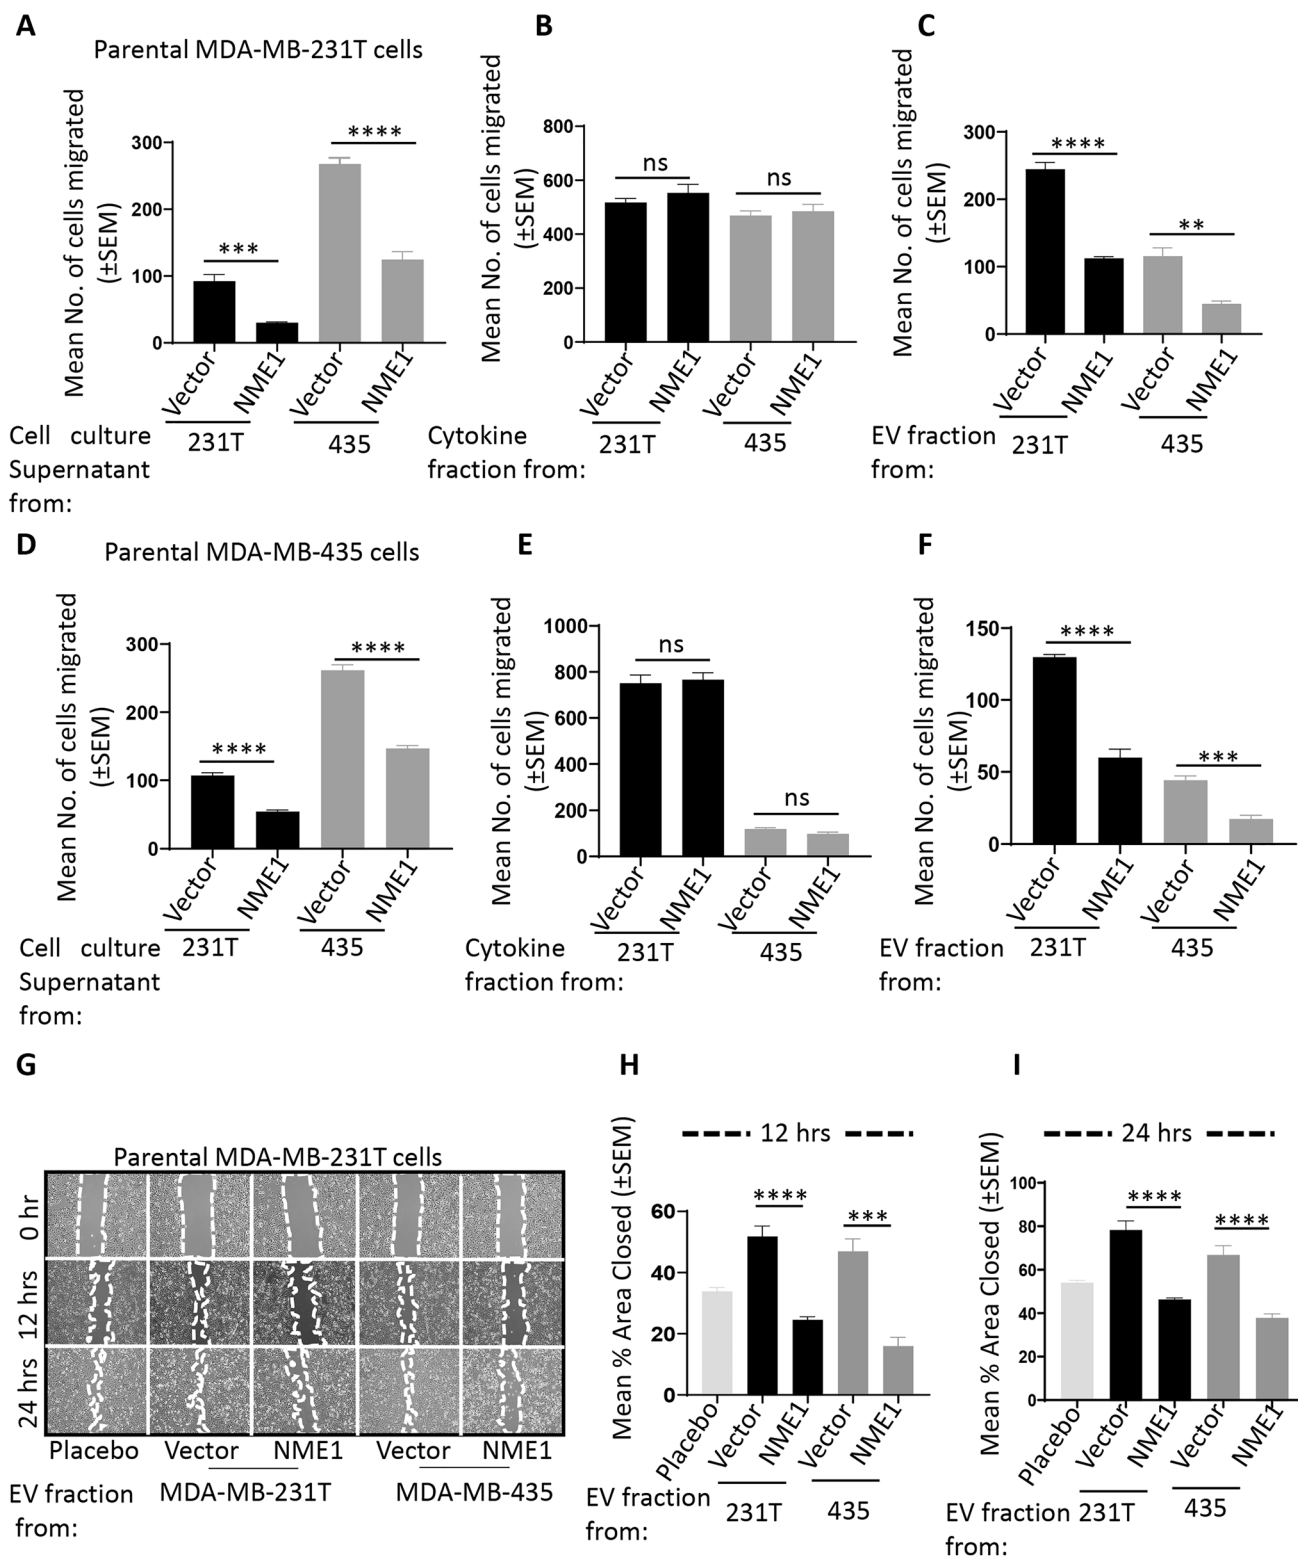 A
Parental MDA-MB-231T cells
Mean No. of cells migrated
(±SEM)
300
200
100
0
***
****
Vector
NME1
Vector
NME1
231T
435
Cell culture
Supernatant
from:
B
Mean No. of cells migrated
(±SEM)
800
600
400
200
0
ns
ns
Vector
NME1
Vector
NME1
231T
435
Cytokine
fraction from:
C
Mean No. of cells migrated
(±SEM)
300
200
100
0
****
**
Vector
NME1
Vector
NME1
231T
435
EV fraction
from:
D
Parental MDA-MB-435 cells
Mean No. of cells migrated
(±SEM)
300
200
100
0
****
****
Vector
NME1
Vector
NME1
231T
435
Cell culture
Supernatant
from:
E
Mean No. of cells migrated
(±SEM)
1000
800
600
400
200
0
ns
ns
Vector
NME1
Vector
NME1
231T
435
Cytokine
fraction from:
F
Mean No. of cells migrated
(±SEM)
150
100
50
0
****
***
Vector
NME1
Vector
NME1
231T
435
EV fraction
from:
G
Parental MDA-MB-231T cells
0 hr
12 hrs
24 hrs
Placebo
Vector
NME1
Vector
NME1
MDA-MB-231T
MDA-MB-435
EV fraction
from:
H
12 hrs
Mean % Area Closed (±SEM)
60
40
20
0
****
***
Placebo
Vector
NME1
Vector
NME1
231T
435
EV fraction
from:
I
24 hrs
Mean % Area Closed (±SEM)
100
80
60
40
20
0
****
****
Placebo
Vector
NME1
Vector
NME1
EV fraction 231T
435
from: